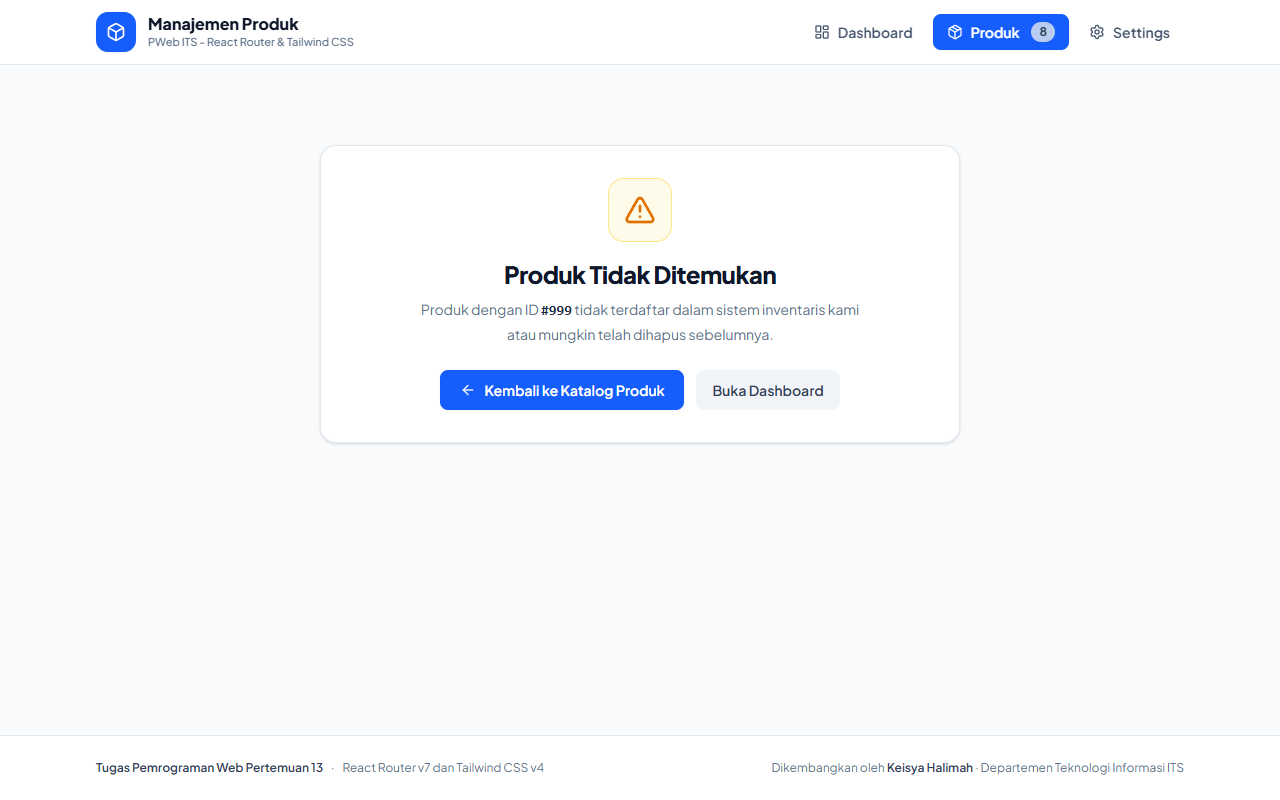 Manajemen Produk
PWeb ITS - React Router & Tailwind CSS
Dashboard
Produk 8
Settings
Produk Tidak Ditemukan
Produk dengan ID #999 tidak terdaftar dalam sistem inventaris kami
atau mungkin telah dihapus sebelumnya.
Kembali ke Katalog Produk
Buka Dashboard
Tugas Pemrograman Web Pertemuan 13 · React Router v7 dan Tailwind CSS v4
Dikembangkan oleh Keisya Halimah · Departemen Teknologi Informasi ITS